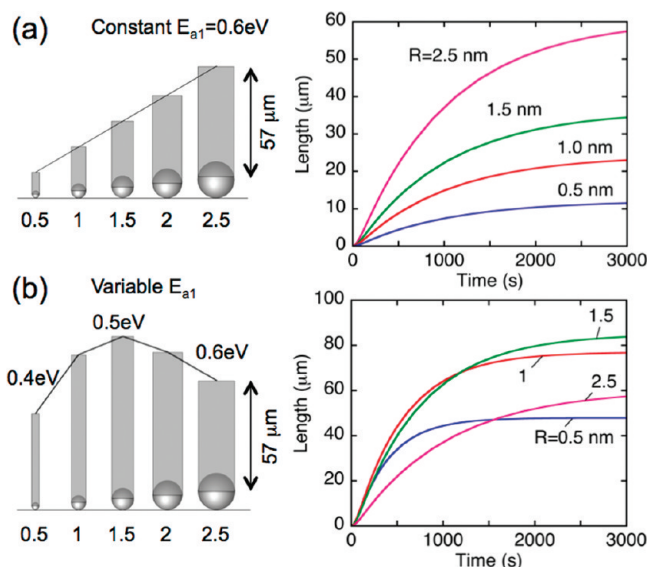 (a) Constant Ea1=0.6eV
57 μm
0.5 1 1.5 2 2.5
Length (μm)
60
50
40
30
20
10
0
R=2.5 nm
1.5 nm
1.0 nm
0.5 nm
0 1000 2000 3000
Time (s)
(b) Variable Ea1
0.4eV
0.5eV
0.6eV
57 μm
0.5 1 1.5 2 2.5
Length (μm)
100
80
60
40
20
0
1.5
1
2.5
R=0.5 nm
0 1000 2000 3000
Time (s)